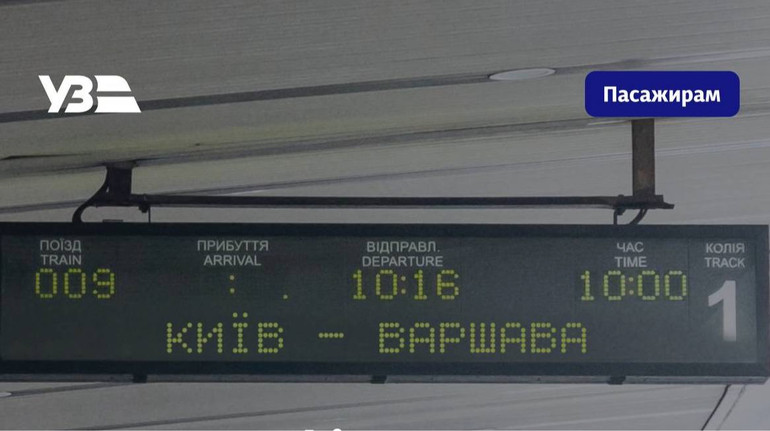 УЗ
Пасажирам
ПОЇЗД ПРИБУТТЯ ВІДПРАВЛ. ЧАС КОЛІЯ
TRAIN ARRIVAL DEPARTURE TIME TRACK
009 : . 10:16 10:00 1
КИЇВ – ВАРШАВА